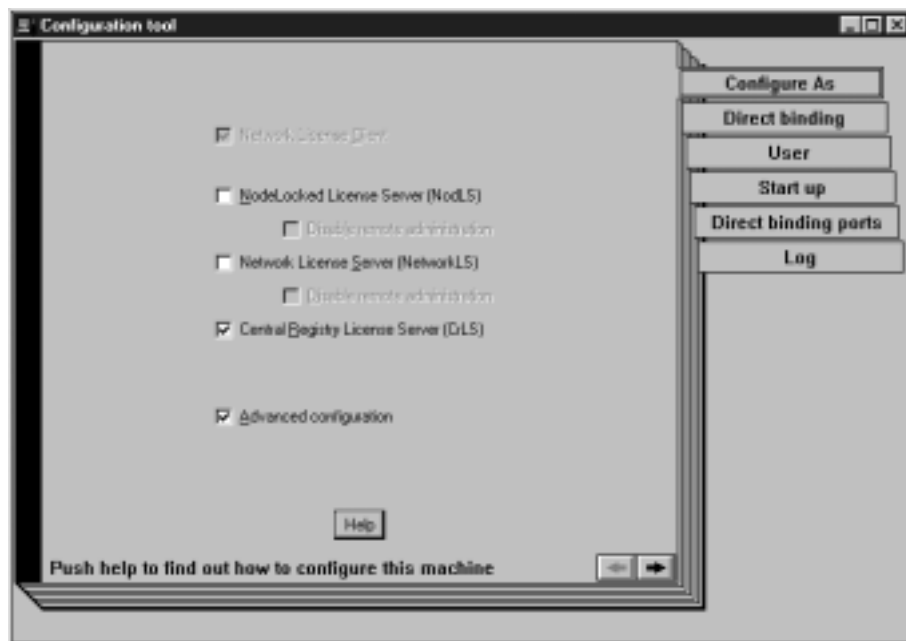 Configuration tool
Network License Client
NodeLocked License Server (NodLS)
Disable remote administration
Network License Server (NetworkLS)
Disable remote administration
Central Registry License Server (CrLS)
Advanced configuration
Help
Push help to find out how to configure this machine
Configure As
Direct binding
User
Start up
Direct binding ports
Log